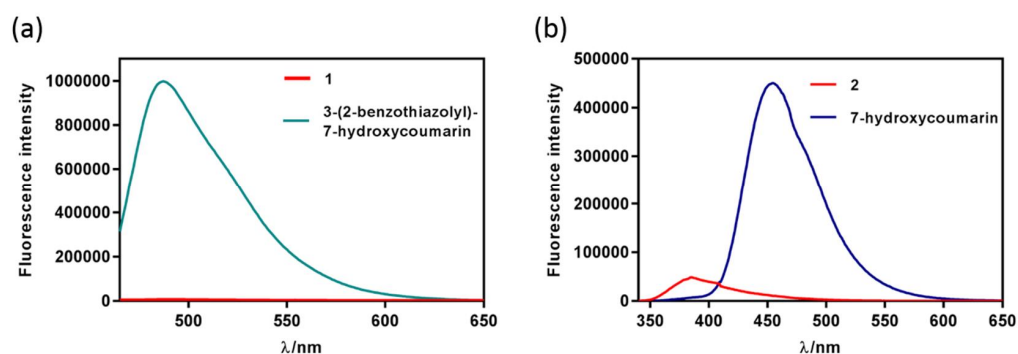 (a)
Fluorescence intensity
1000000
800000
600000
400000
200000
0
1
3-(2-benzothiazolyl)-
7-hydroxycoumarin
500 550 600 650
λ/nm
(b)
Fluorescence intensity
500000
400000
300000
200000
100000
0
2
7-hydroxycoumarin
350 400 450 500 550 600 650
λ/nm